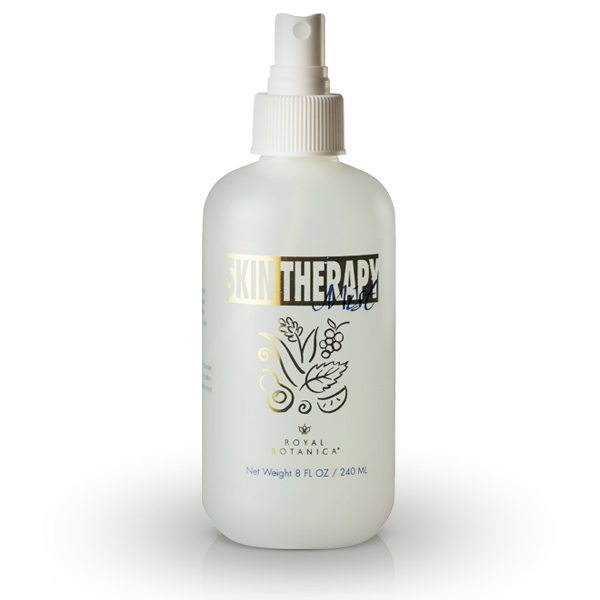 SKIN THERAPY
Mist
ROYAL
BOTANICA®
Net Weight 8 FL OZ / 240 ML